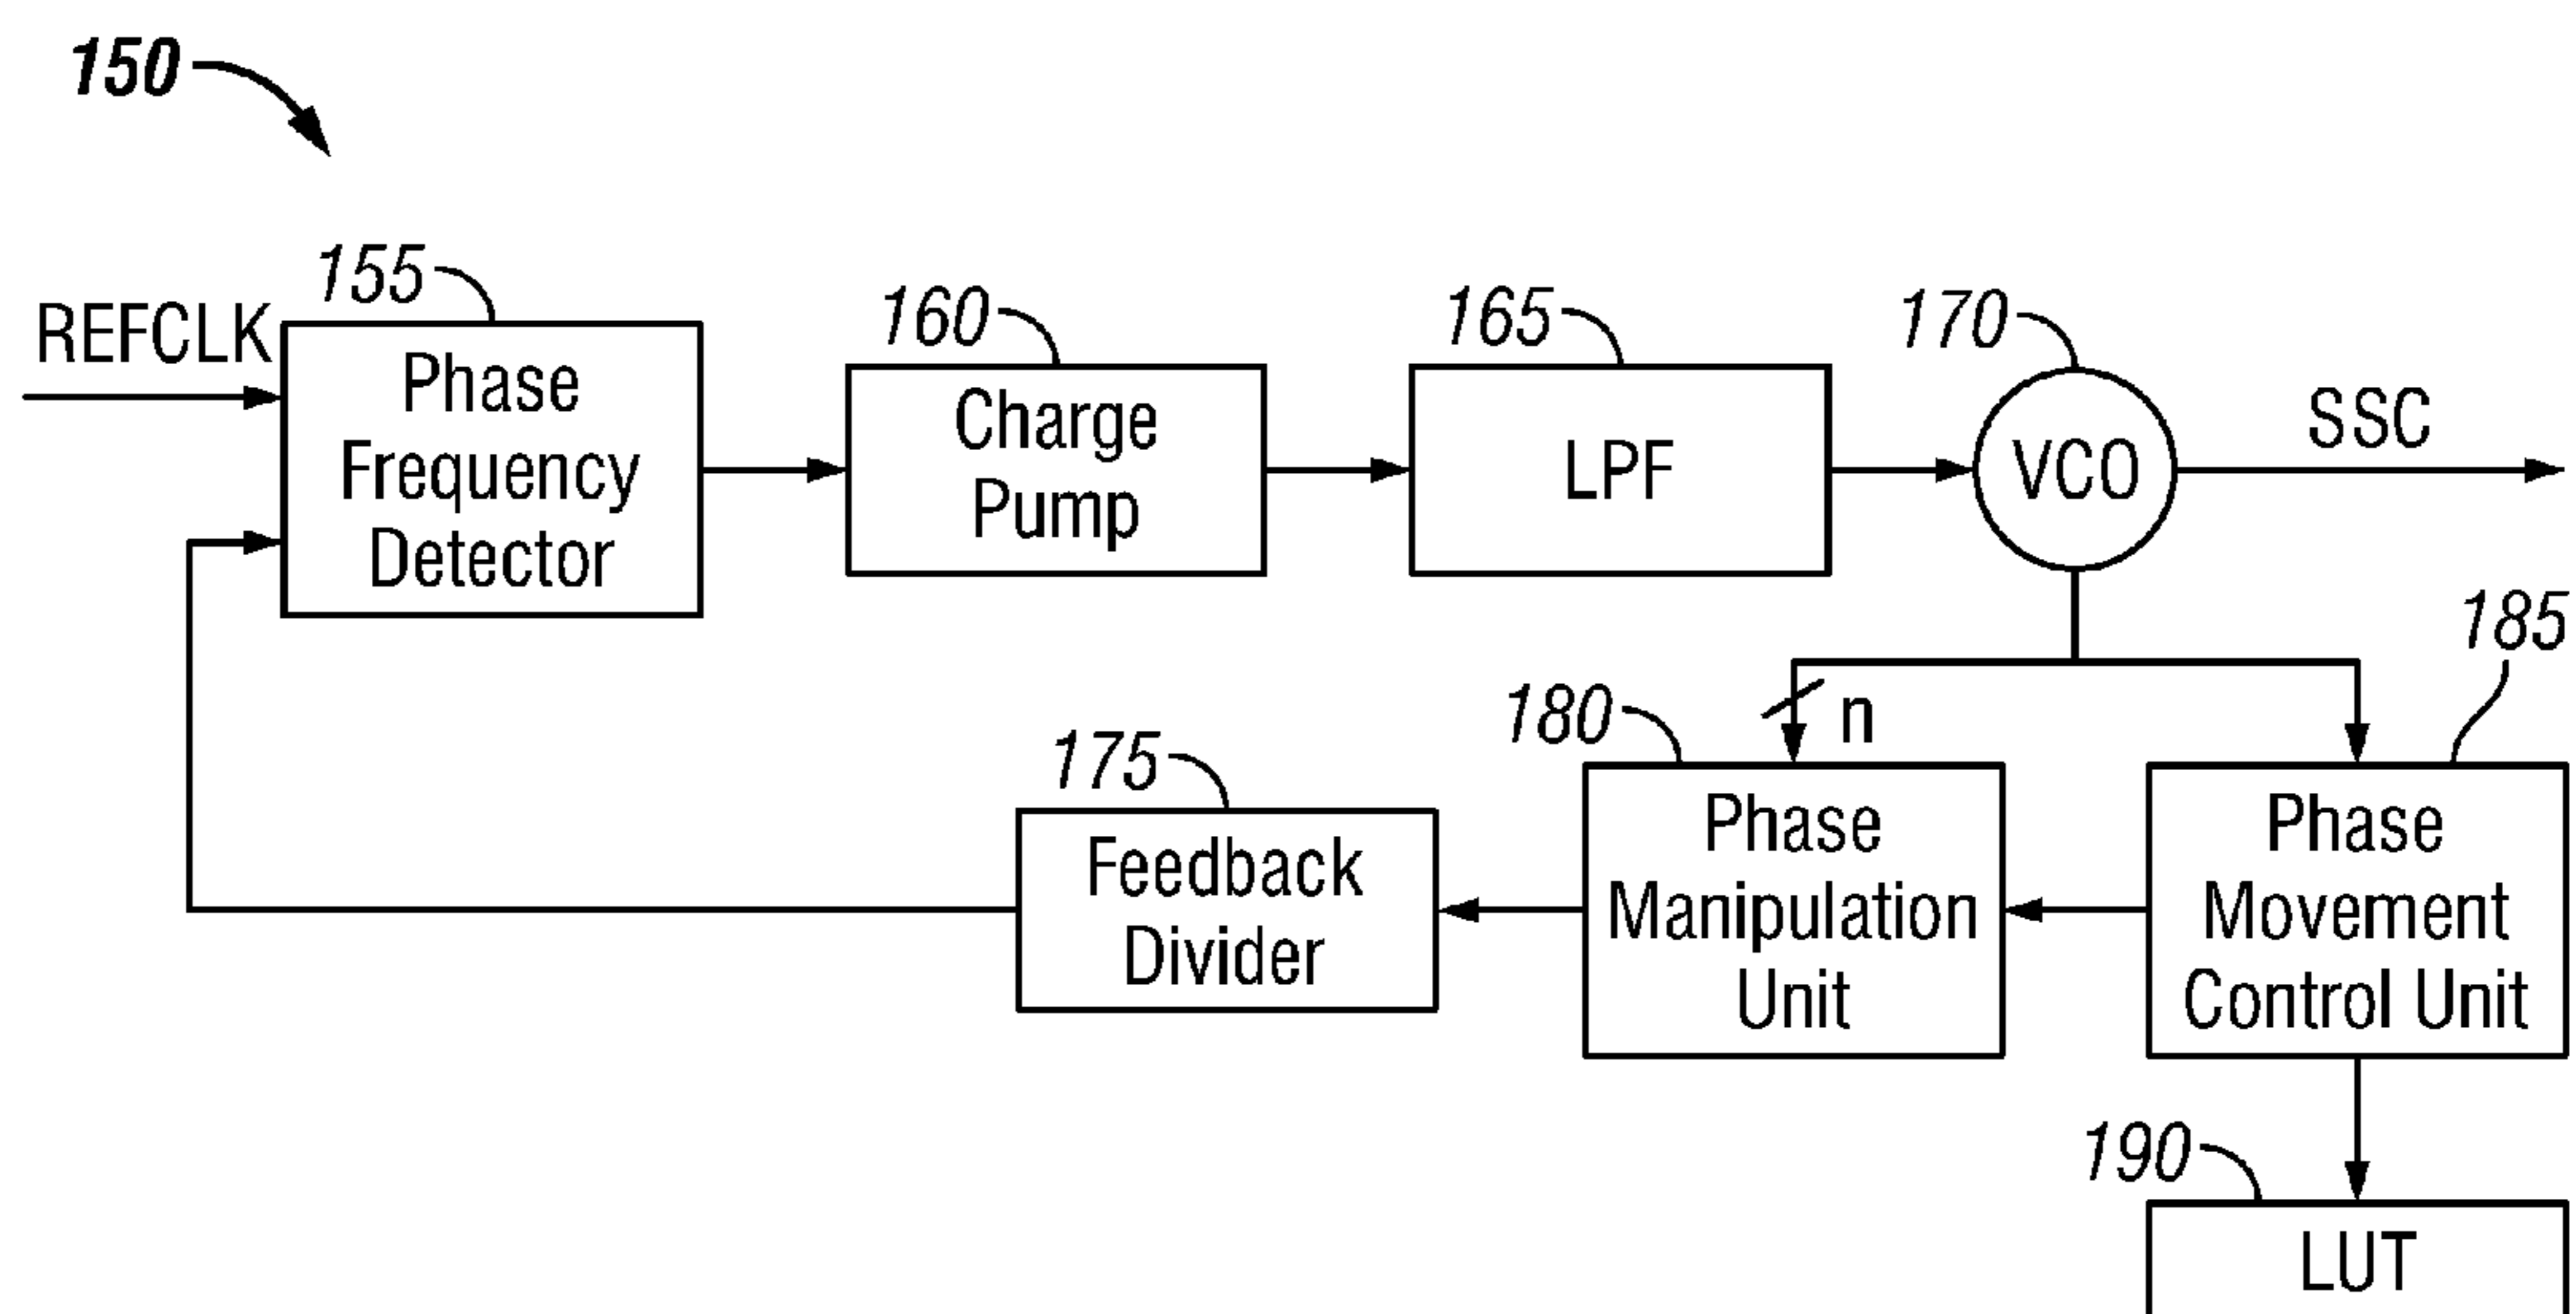 150
155
REFCLK
Phase
Frequency
Detector
160
Charge
Pump
165
LPF
170
VCO
SSC
185
180
n
175
Feedback
Divider
Phase
Manipulation
Unit
Phase
Movement
Control Unit
190
LUT